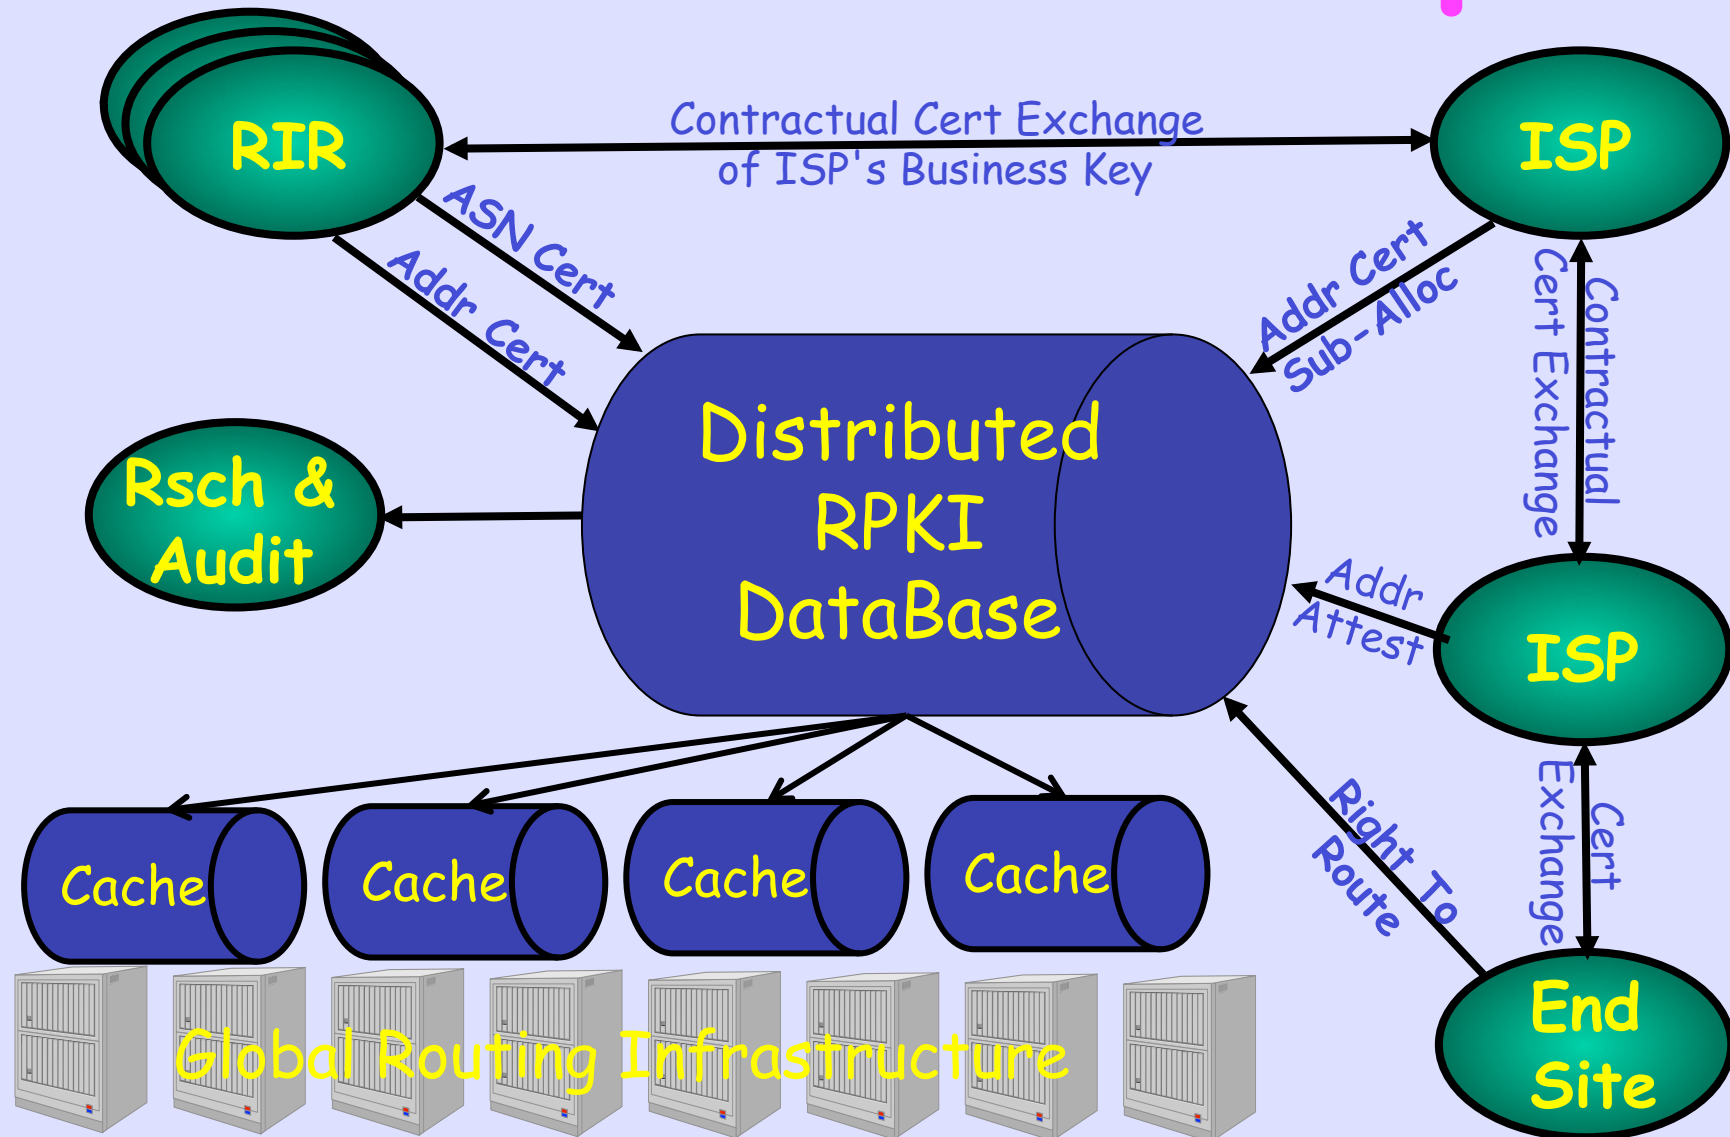 RIR
Contractual Cert Exchange
of ISP's Business Key
ISP
ASN Cert
Addr Cert
Addr Cert
Sub-Alloc
Contractual
Cert Exchange
Distributed
RPKI
DataBase
Rsch &
Audit
Addr
Attest
ISP
Right To
Route
Cert
Exchange
Cache
Cache
Cache
Cache
Global Routing Infrastructure
End
Site